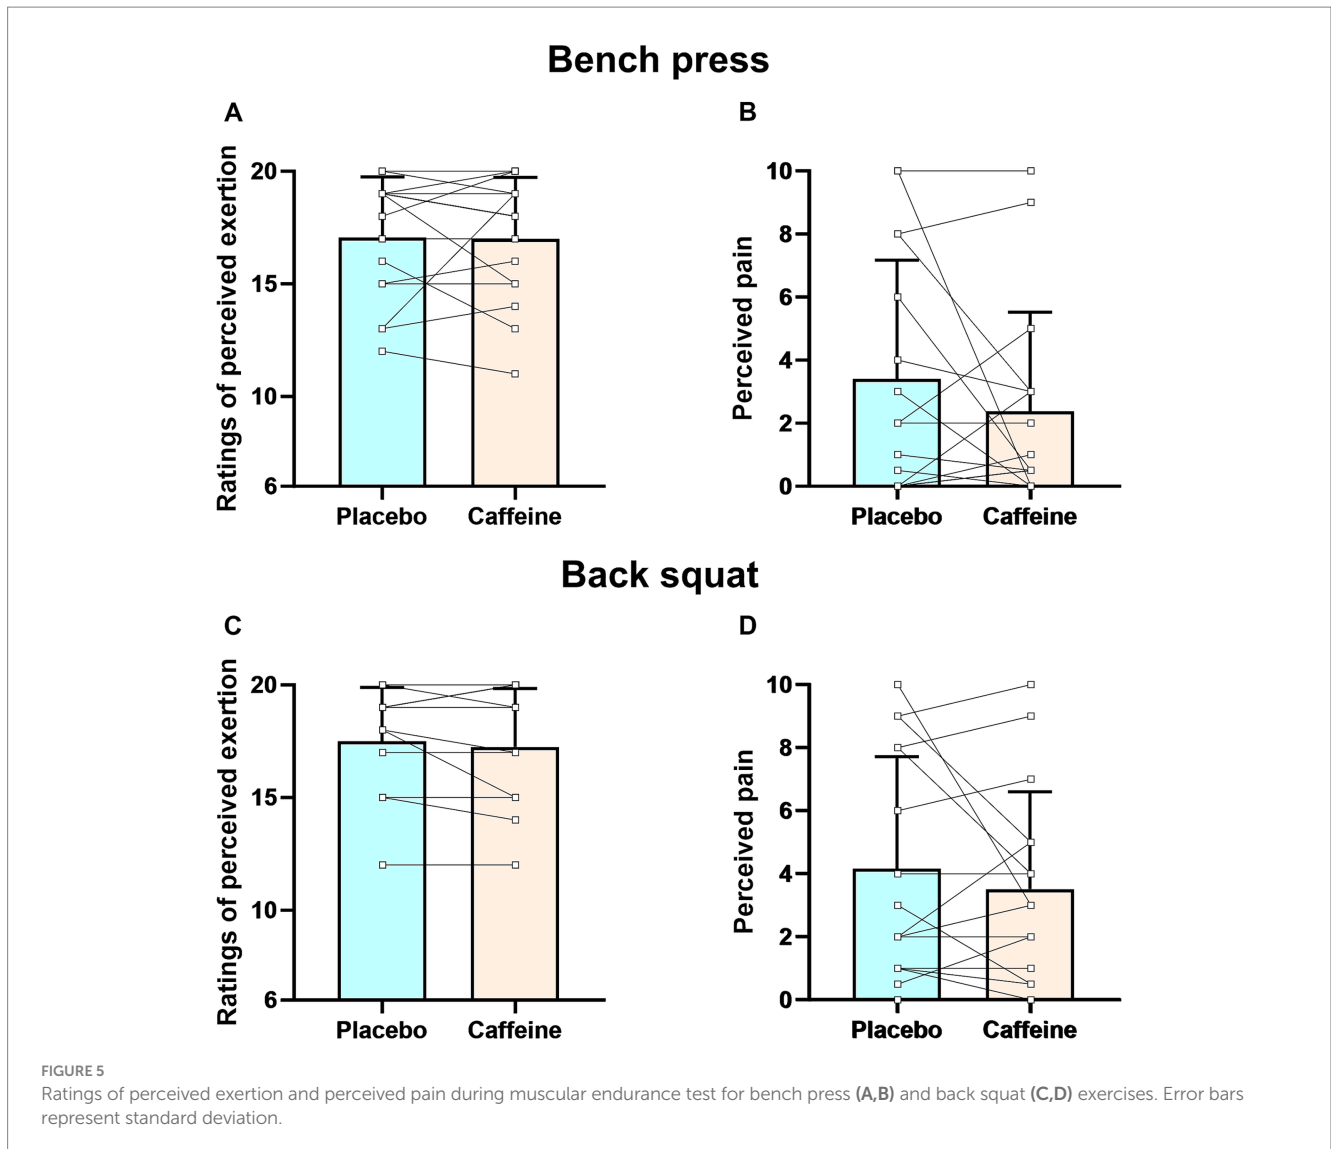 Bench press
A
B
Ratings of perceived exertion
20
15
10
6
Placebo
Caffeine
Perceived pain
10
8
6
4
2
0
Placebo
Caffeine
Back squat
C
D
Ratings of perceived exertion
20
15
10
6
Placebo
Caffeine
Perceived pain
10
8
6
4
2
0
Placebo
Caffeine
FIGURE 5
Ratings of perceived exertion and perceived pain during muscular endurance test for bench press (A,B) and back squat (C,D) exercises. Error bars
represent standard deviation.